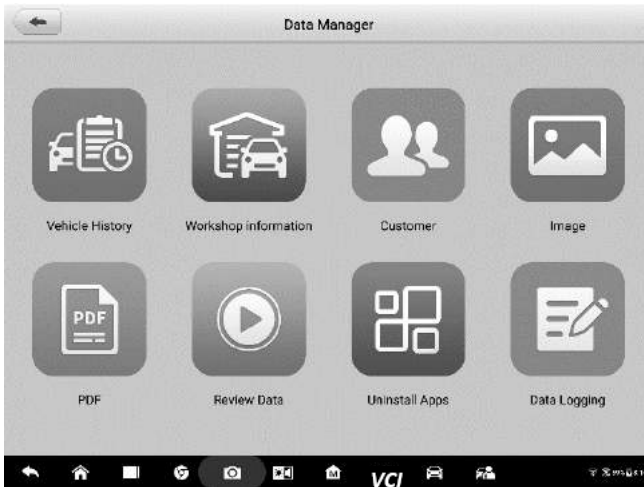 Data Manager
Vehicle History
Workshop information
Customer
Image
PDF
PDF
Review Data
Uninstall Apps
Data Logging
M
VCI